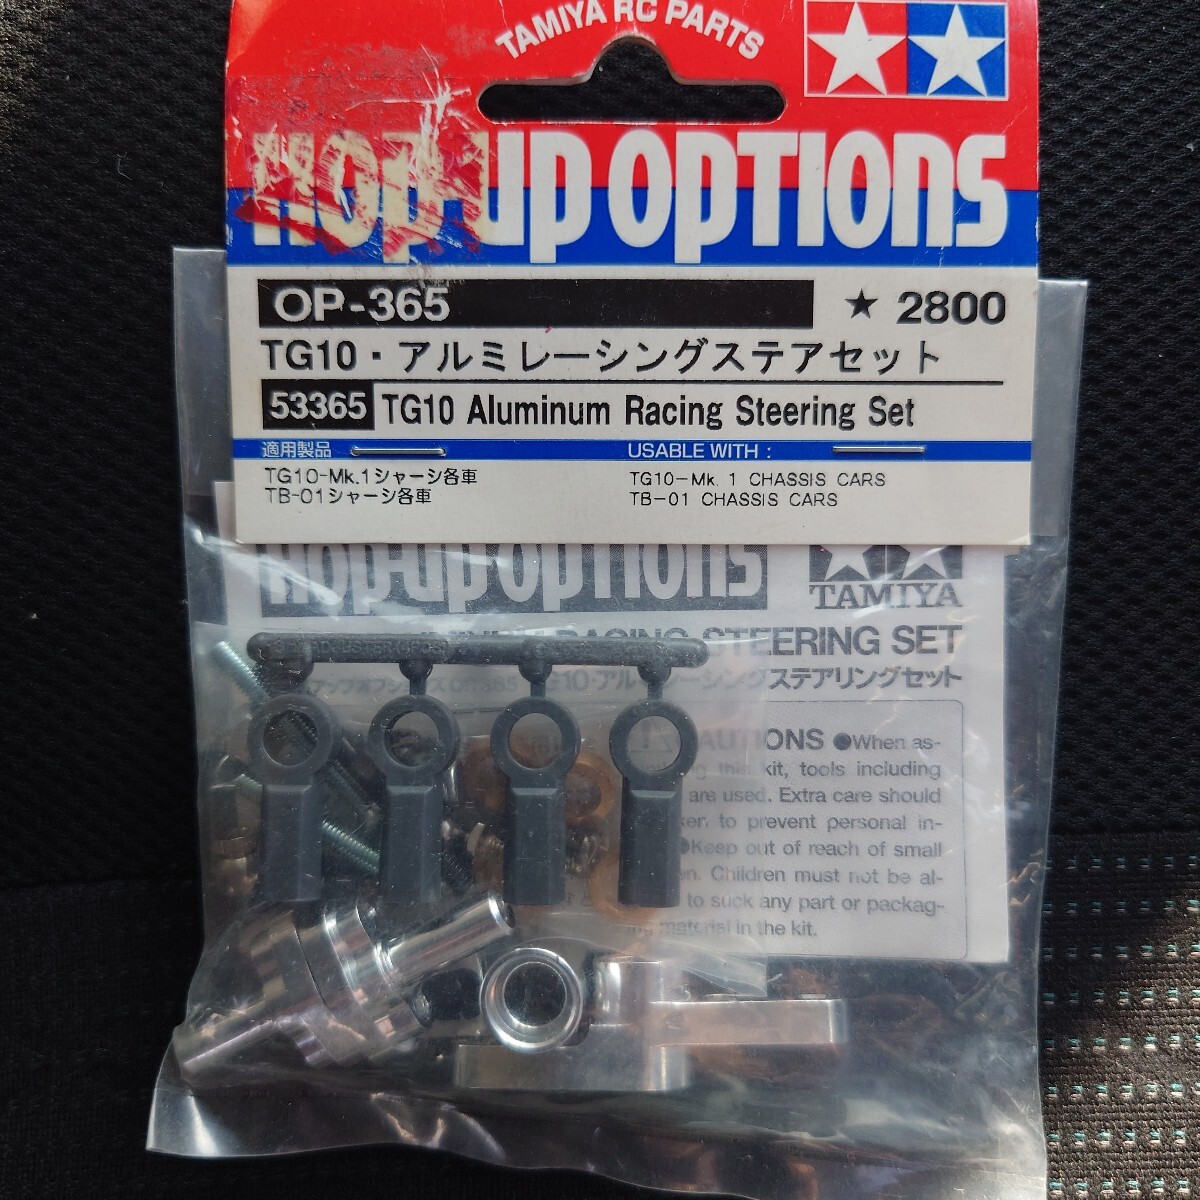 TAMIYA RC PARTS
HOP-UP OPTIONS
OP-365
★ 2800
TG10・アルミレーシングステアセット
53365 TG10 Aluminum Racing Steering Set
適用製品
TG10-Mk.1シャーシ各車
TB-01シャーシ各車
USABLE WITH :
TG10-Mk. 1 CHASSIS CARS
TB-01 CHASSIS CARS
HOP-UP OPTIONS
TAMIYA
RACING STEERING SET
ステアリングセット
CAUTIONS ●When as-
this kit, tools including
are used. Extra care should
to prevent personal in-
●Keep out of reach of small
Children must not be al-
to suck any part or packag-
material in the kit.